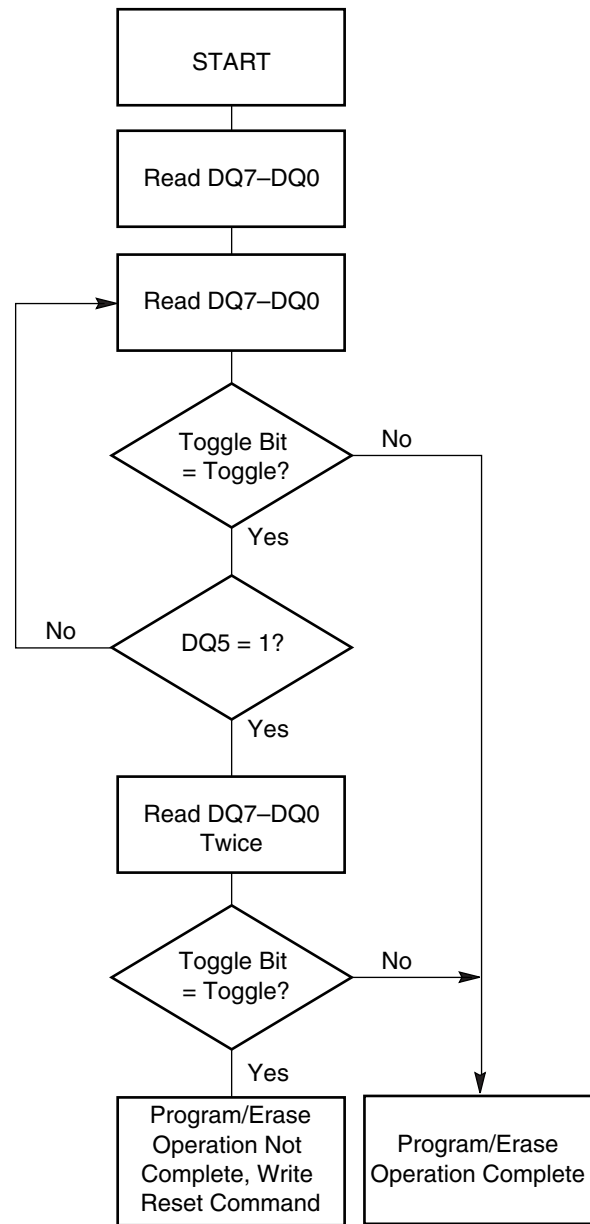 START
Read DQ7–DQ0
Read DQ7–DQ0
Toggle Bit
= Toggle?
No
Yes
No
DQ5 = 1?
Yes
Read DQ7–DQ0
Twice
Toggle Bit
= Toggle?
No
Yes
Program/Erase
Operation Not
Complete, Write
Reset Command
Program/Erase
Operation Complete